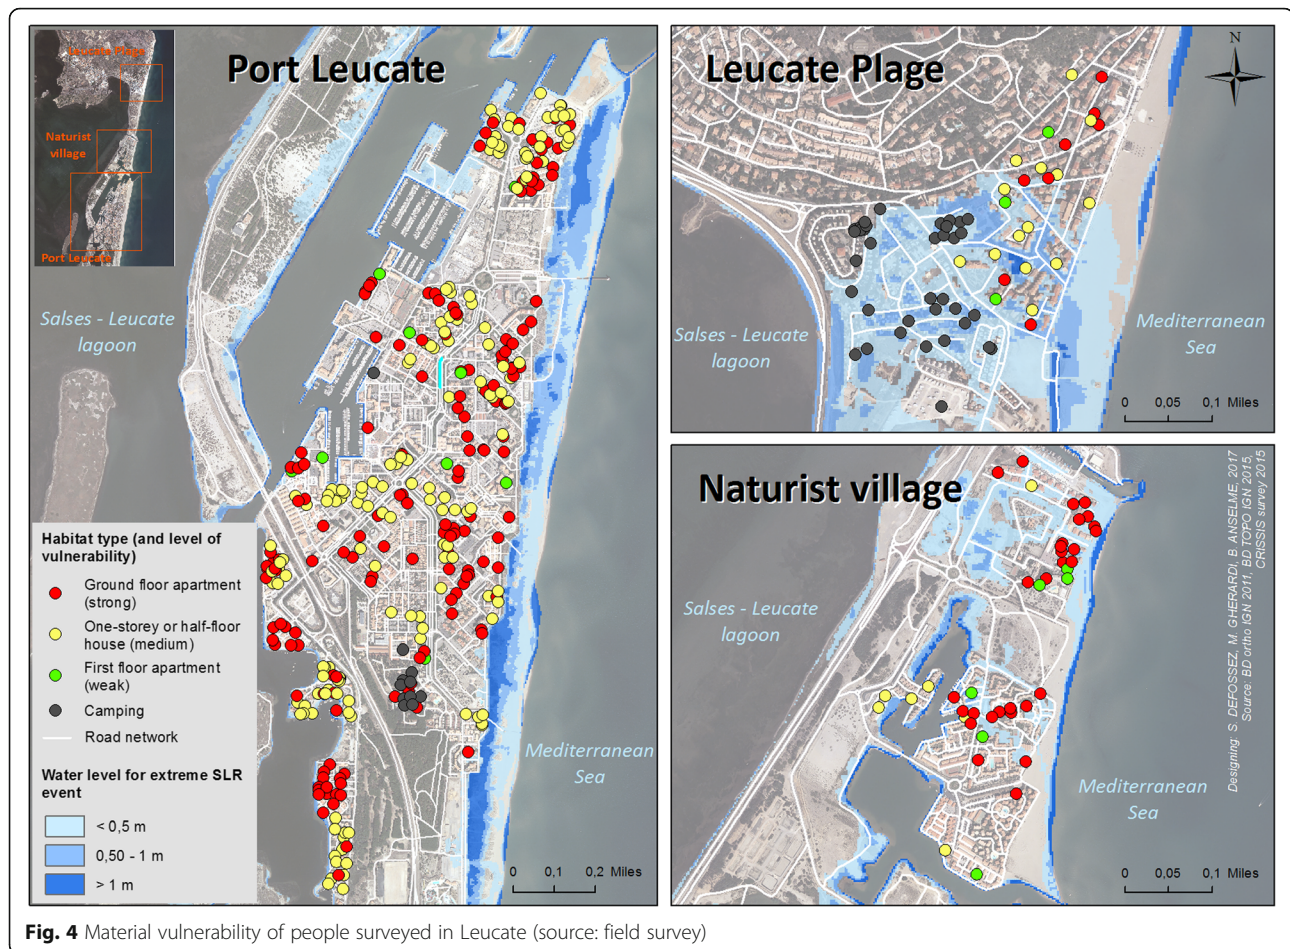 Leucate Plage
Naturist
village
Port Leucate
Port Leucate
Salses - Leucate
lagoon
Habitat type (and level of
vulnerability)
Ground floor apartment
(strong)
One-storey or half-floor
house (medium)
First floor apartment
(weak)
Camping
Road network
Water level for extreme SLR
event
< 0,5 m
0,50 - 1 m
> 1 m
Mediterranean
Sea
0 0,1 0,2 Miles
Leucate Plage
N
Salses - Leucate
lagoon
Mediterranean
Sea
0 0,05 0,1 Miles
Naturist village
Salses - Leucate
lagoon
Mediterranean
Sea
0 0,05 0,1 Miles
Designing: S. DEFOSSEZ, M. GHERARDI, B. ANSELME, 2017
Source: BD ortho IGN 2011, BD TOPO IGN 2015,
CRISSIS survey 2015
Fig. 4 Material vulnerability of people surveyed in Leucate (source: field survey)